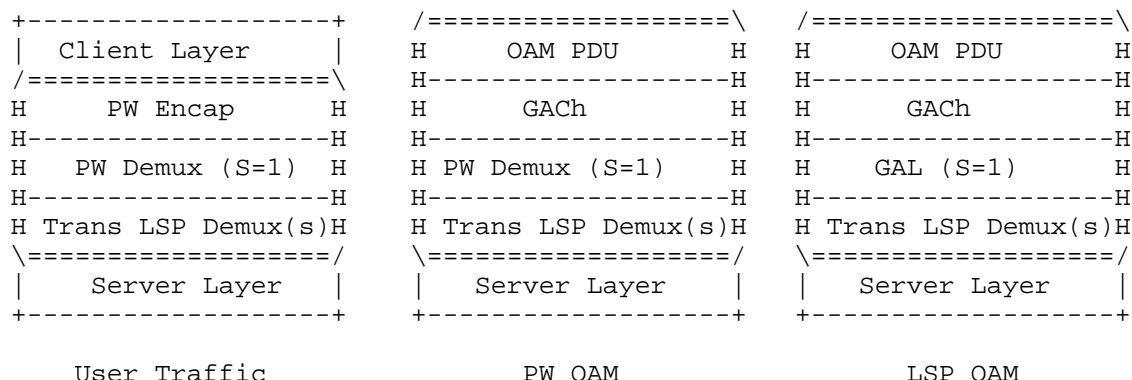 +-------------------+    /===================\   /===================\
|  Client Layer     |    H     OAM PDU       H   H     OAM PDU       H
/===================\    H-------------------H   H-------------------H
H     PW Encap      H    H      GACh         H   H      GACh         H
H-------------------H    H-------------------H   H-------------------H
H   PW Demux (S=1)  H    H PW Demux (S=1)    H   H    GAL (S=1)      H
H-------------------H    H-------------------H   H-------------------H
H Trans LSP Demux(s)H    H Trans LSP Demux(s)H   H Trans LSP Demux(s)H
\===================/    \===================/   \===================/
|    Server Layer   |    |   Server Layer    |   |   Server Layer    |
+-------------------+    +-------------------+   +-------------------+
User Traffic                PW OAM                  LSP OAM